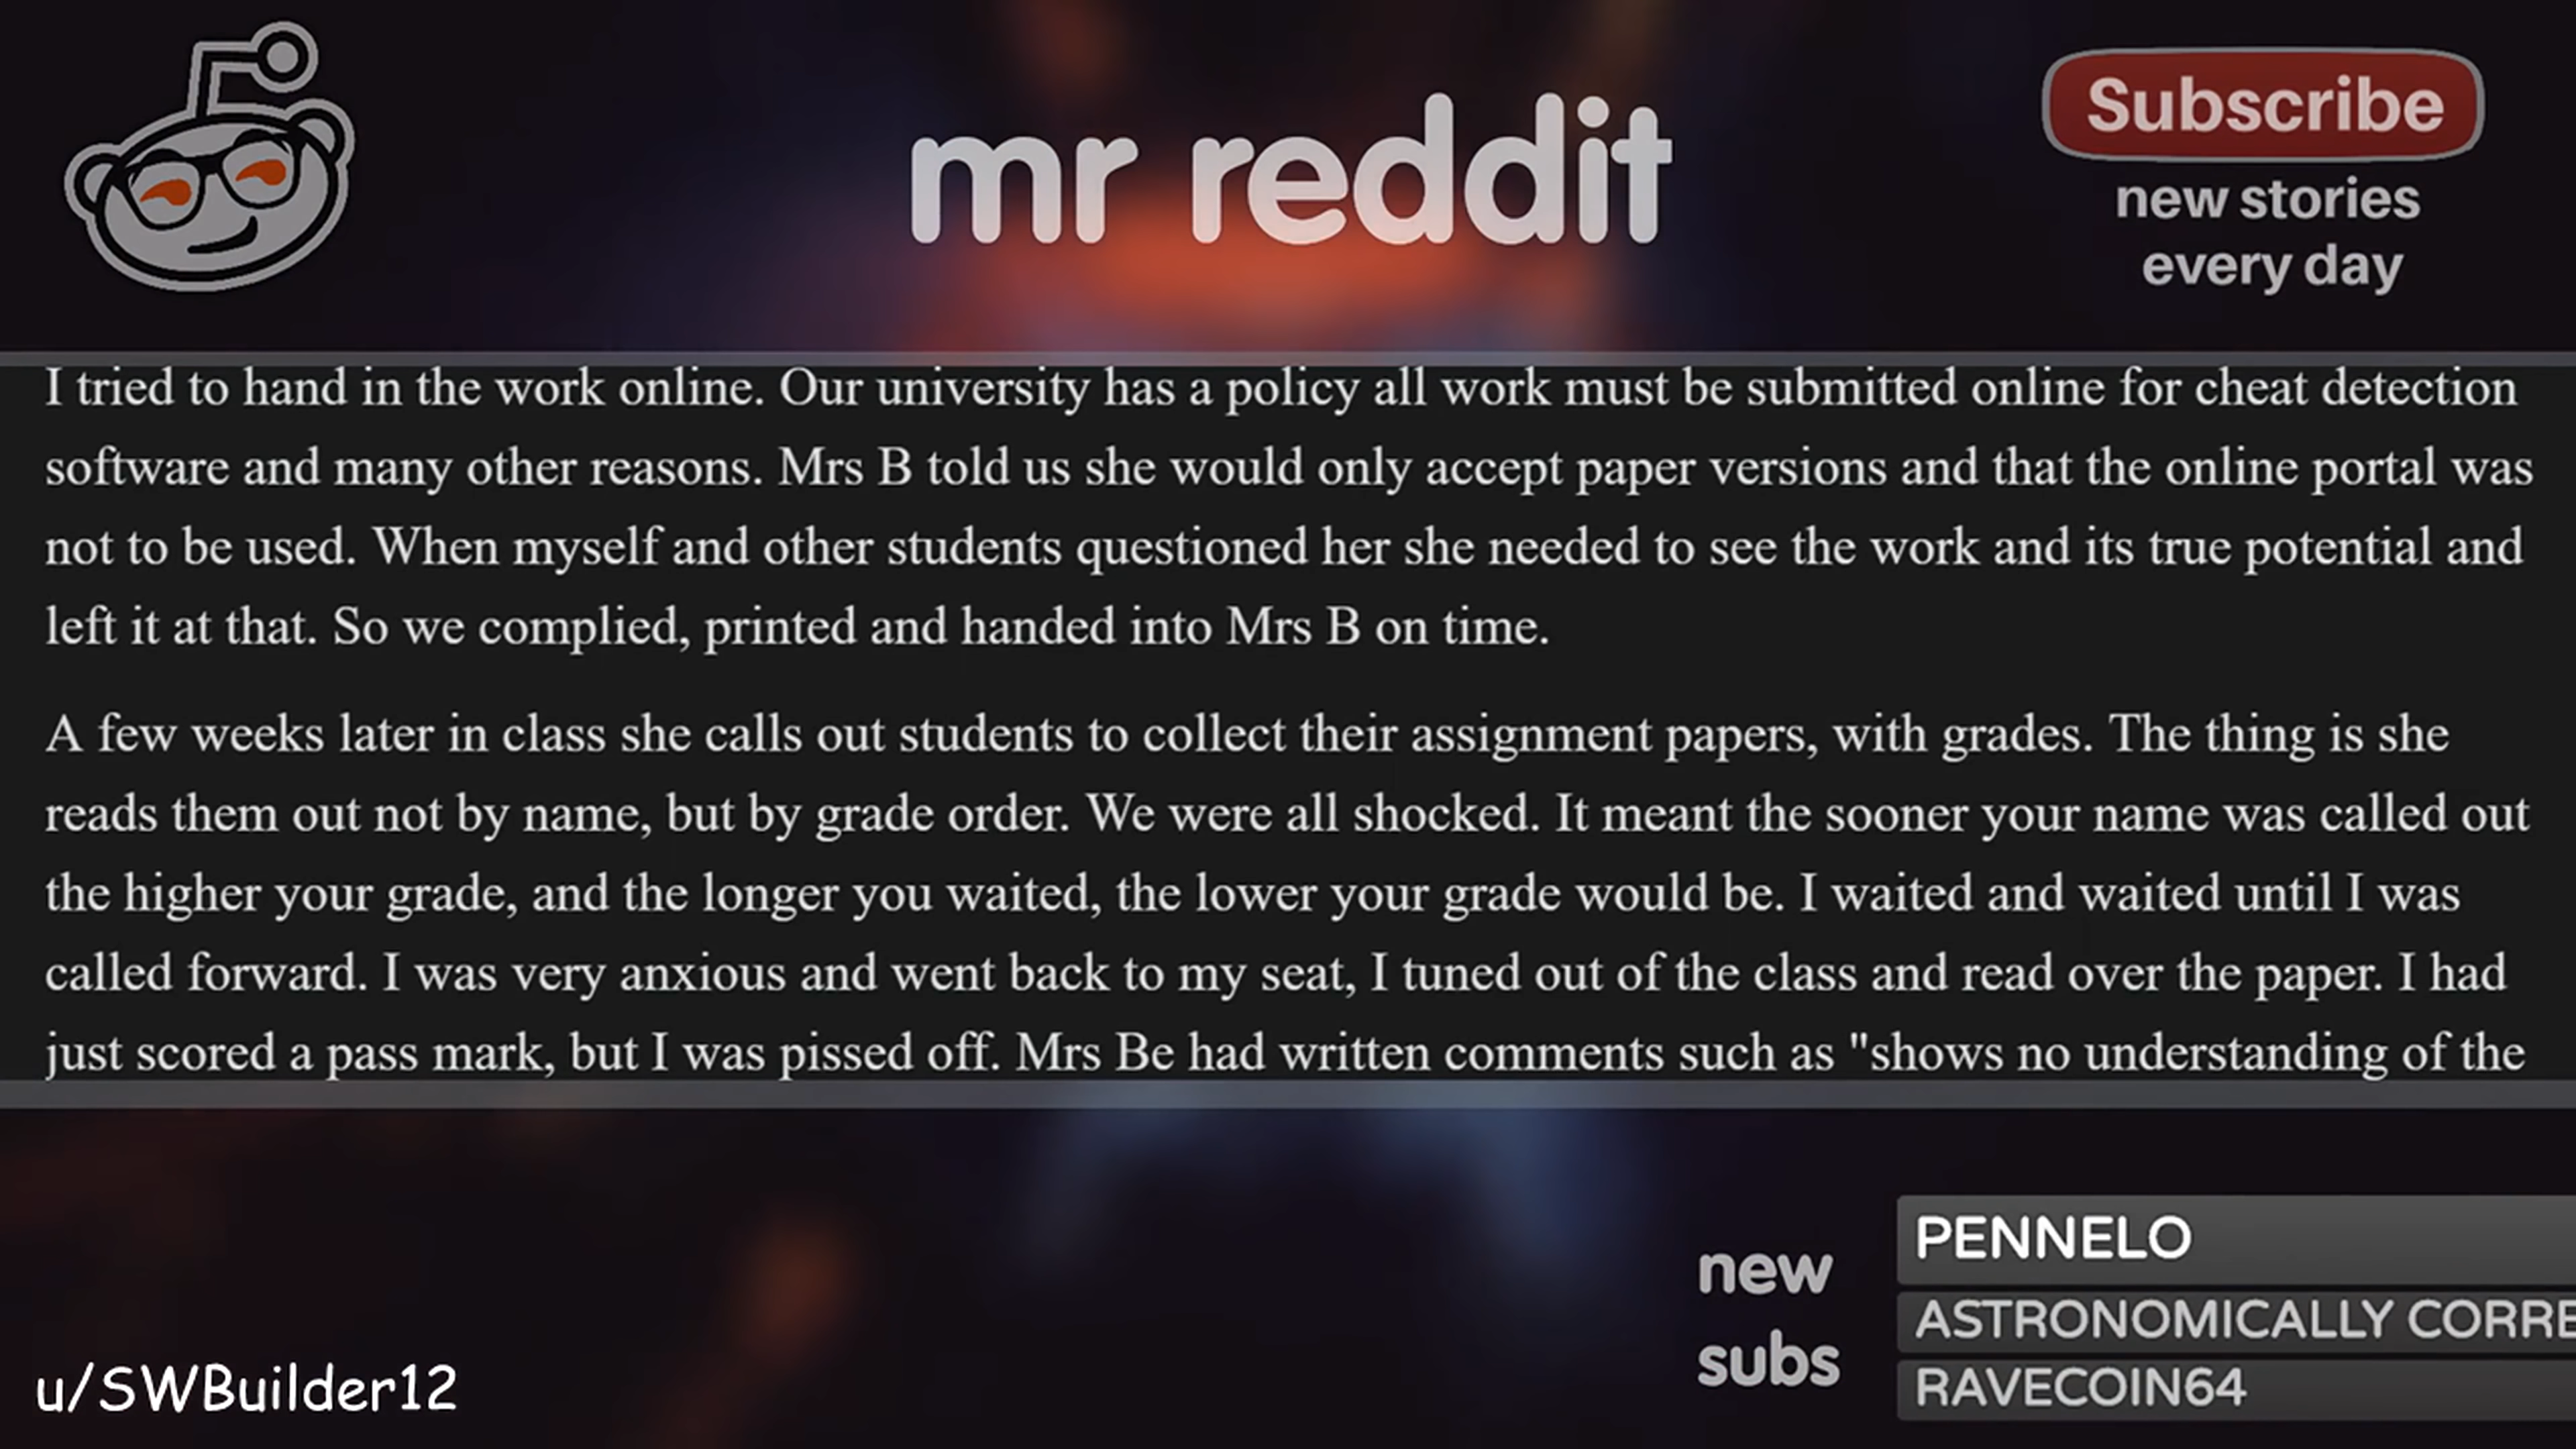 mr reddit
Subscribe
new stories
every day
I tried to hand in the work online. Our university has a policy all work must be submitted online for cheat detection
software and many other reasons. Mrs B told us she would only accept paper versions and that the online portal was
not to be used. When myself and other students questioned her she needed to see the work and its true potential and
left it at that. So we complied, printed and handed into Mrs B on time.
A few weeks later in class she calls out students to collect their assignment papers, with grades. The thing is she
reads them out not by name, but by grade order. We were all shocked. It meant the sooner your name was called out
the higher your grade, and the longer you waited, the lower your grade would be. I waited and waited until I was
called forward. I was very anxious and went back to my seat, I tuned out of the class and read over the paper. I had
just scored a pass mark, but I was pissed off. Mrs Be had written comments such as "shows no understanding of the
new
subs
PENNELO
ASTRONOMICALLY CORRE
RAVECOIN64
u/SWBuilder12